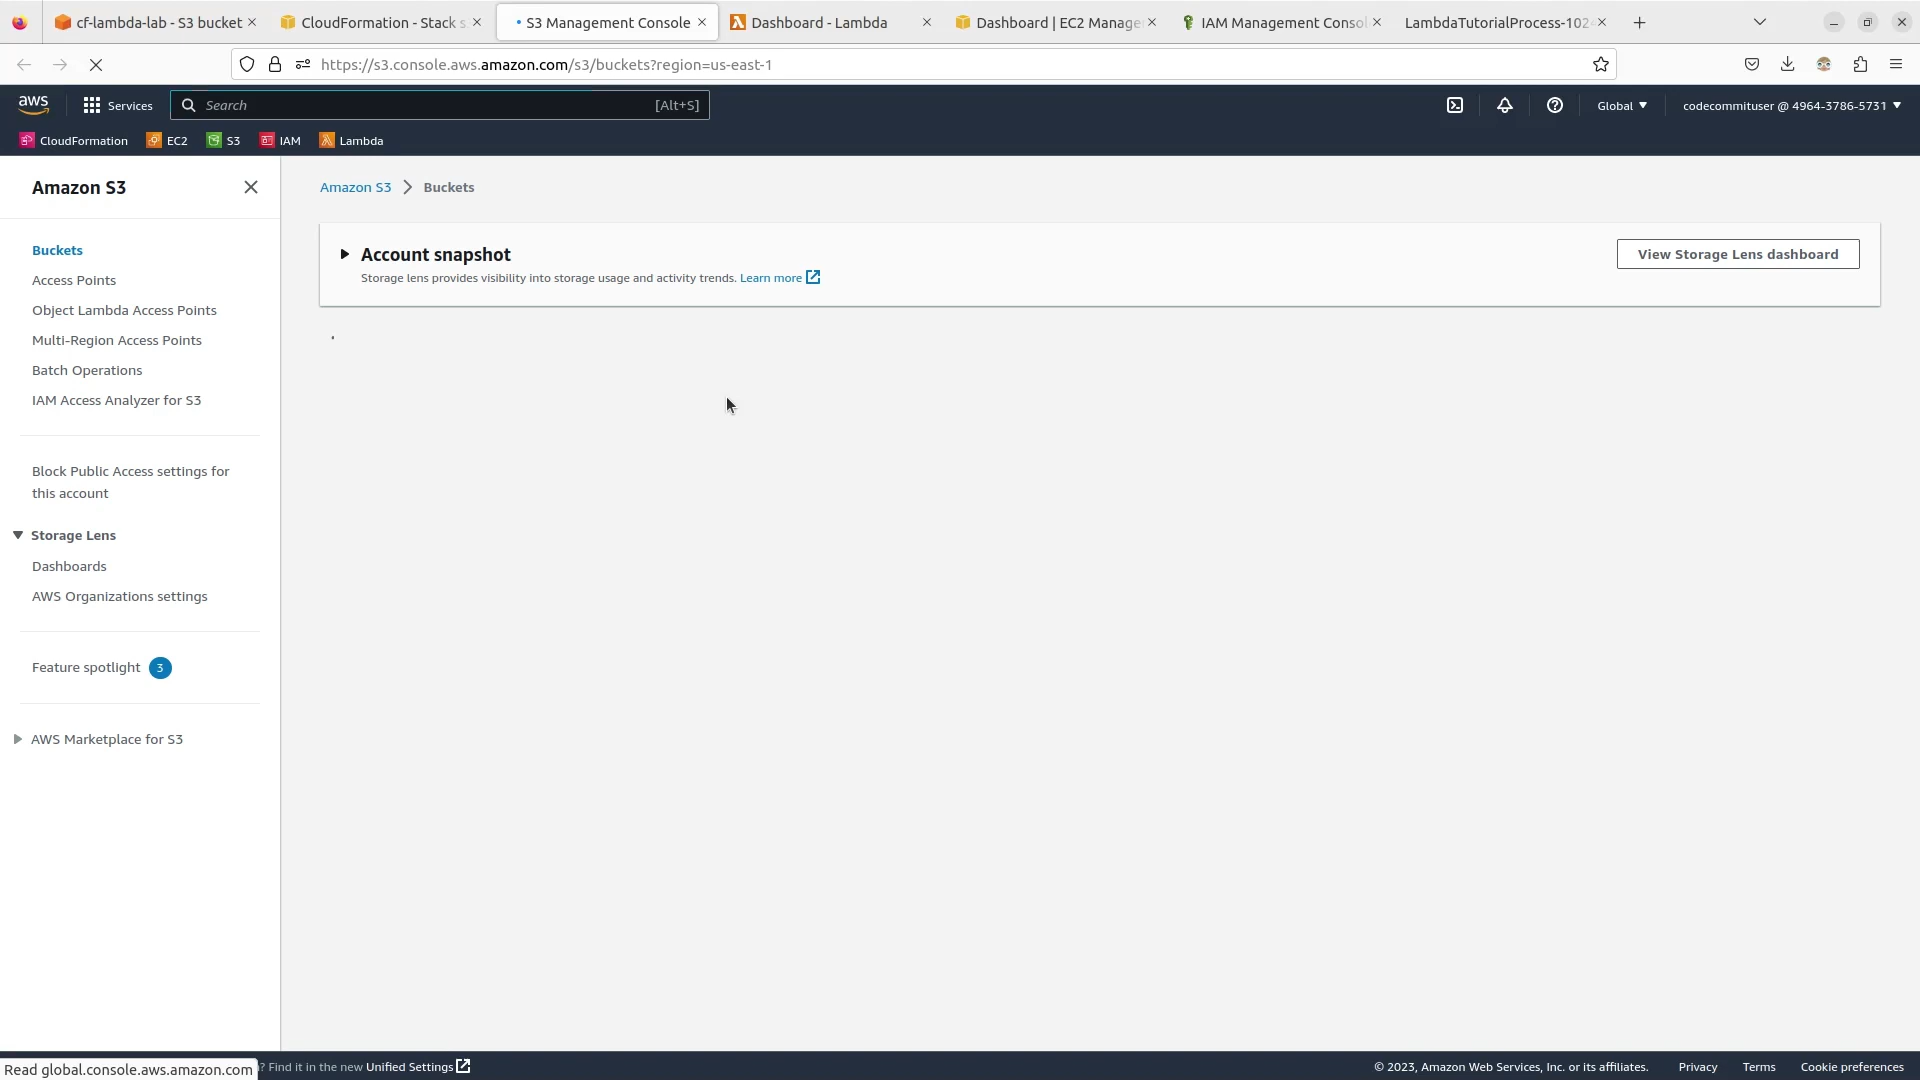 cf-lambda-lab - S3 bucket
CloudFormation - Stack s
S3 Management Console
Dashboard - Lambda
Dashboard | EC2 Manage
IAM Management Consol
LambdaTutorialProcess-102
https://s3.console.aws.amazon.com/s3/buckets?region=us-east-1
aws
Services
Search
[Alt+S]
Global
codecommituser @ 4964-3786-5731
CloudFormation
EC2
S3
IAM
Lambda
Amazon S3
Buckets
Access Points
Object Lambda Access Points
Multi-Region Access Points
Batch Operations
IAM Access Analyzer for S3
Block Public Access settings for
this account
Storage Lens
Dashboards
AWS Organizations settings
Feature spotlight 3
AWS Marketplace for S3
Amazon S3 > Buckets
Account snapshot
Storage lens provides visibility into storage usage and activity trends. Learn more
View Storage Lens dashboard
Read global.console.aws.amazon.com
? Find it in the new Unified Settings
© 2023, Amazon Web Services, Inc. or its affiliates.
Privacy
Terms
Cookie preferences